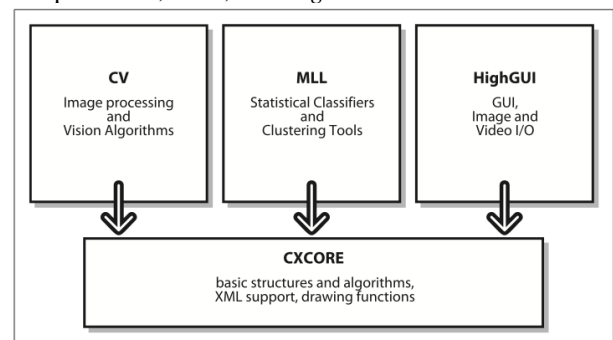 CV
Image processing
and
Vision Algorithms
MLL
Statistical Classifiers
and
Clustering Tools
HighGUI
GUI,
Image and
Video I/O
CXCORE
basic structures and algorithms,
XML support, drawing functions